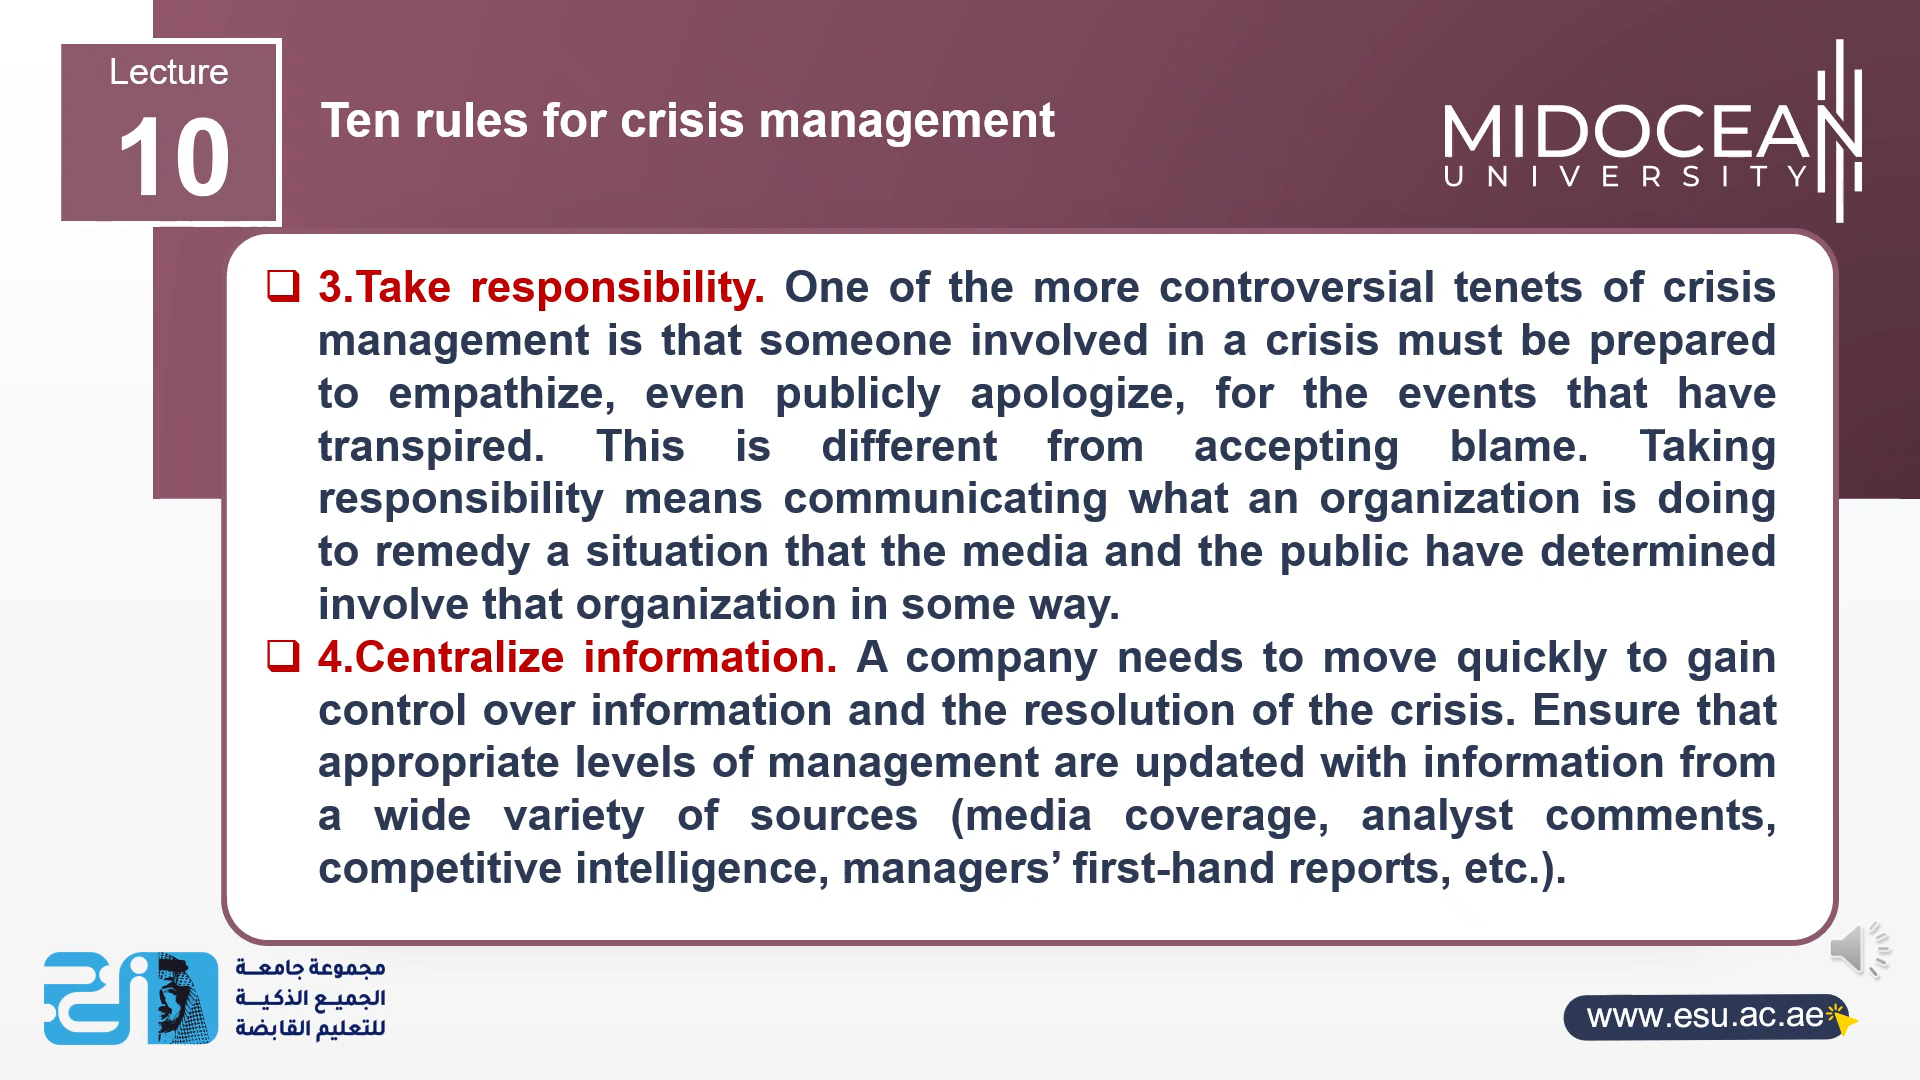 Lecture
10
Ten rules for crisis management
MIDOCEAN
UNIVERSITY
3.Take responsibility. One of the more controversial tenets of crisis
management is that someone involved in a crisis must be prepared
to empathize, even publicly apologize, for the events that have
transpired. This is different from accepting blame. Taking
responsibility means communicating what an organization is doing
to remedy a situation that the media and the public have determined
involve that organization in some way.
4.Centralize information. A company needs to move quickly to gain
control over information and the resolution of the crisis. Ensure that
appropriate levels of management are updated with information from
a wide variety of sources (media coverage, analyst comments,
competitive intelligence, managers’ first-hand reports, etc.).
مجموعة جامعــة
الجميـع الذكيــة
للتعليم القابضة
www.esu.ac.ae